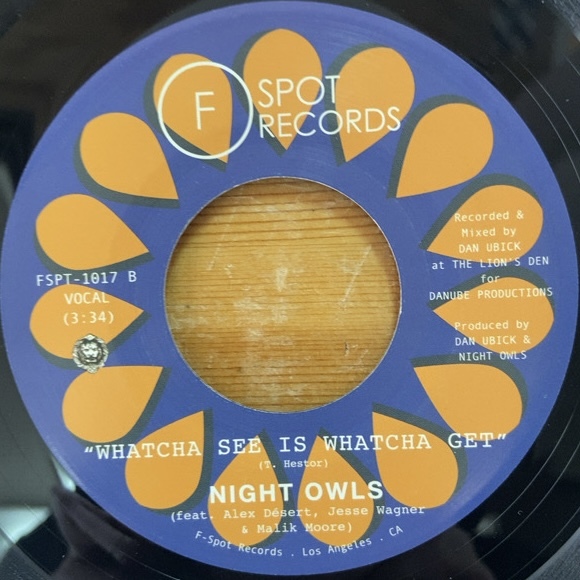 F SPOT
RECORDS
Recorded &
Mixed by
DAN UBICK
at THE LION'S DEN
for
DANUBE PRODUCTIONS
Produced by
DAN UBICK &
NIGHT OWLS
FSPT-1017 B
VOCAL
(3:34)
"WHATCHA SEE IS WHATCHA GET"
(T. Hestor)
NIGHT OWLS
(feat. Alex Désert, Jesse Wagner
& Malik Moore)
F-Spot Records . Los Angeles . CA